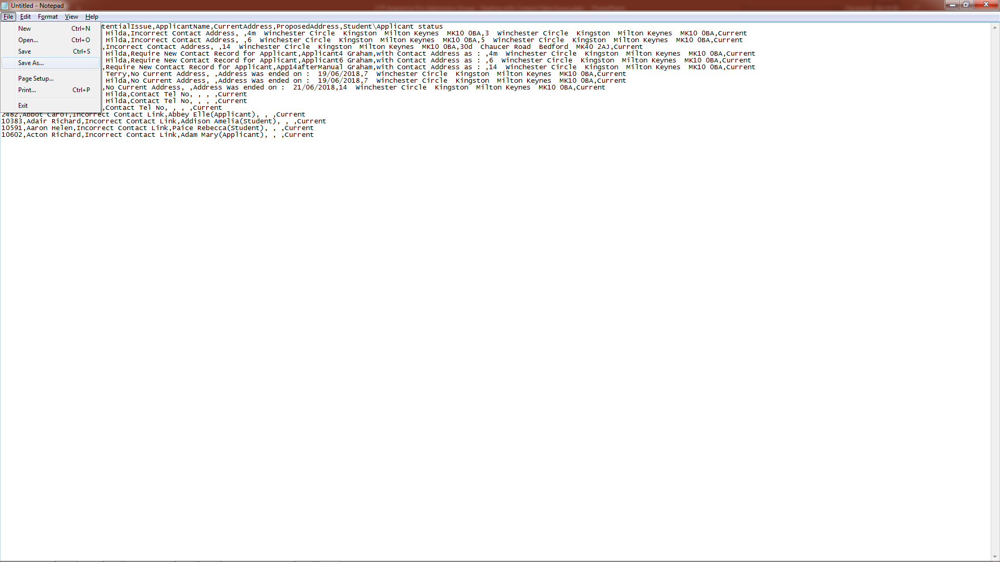 Untitled - Notepad
File Edit Format View Help
New Ctrl+N
Open... Ctrl+O
Save Ctrl+S
Save As...
Page Setup...
Print... Ctrl+P
Exit
tentialIssue,ApplicantName,CurrentAddress,ProposedAddress,Student\Applicant status
Hilda,Incorrect Contact Address, ,4m  Winchester Circle  Kingston  Milton Keynes  MK10 0BA,3  Winchester Circle  Kingston  Milton Keynes  MK10 0BA,Current
Hilda,Incorrect Contact Address, ,6  Winchester Circle  Kingston  Milton Keynes  MK10 0BA,5  Winchester Circle  Kingston  Milton Keynes  MK10 0BA,Current
,Incorrect Contact Address, ,14  Winchester Circle  Kingston  Milton Keynes  MK10 0BA,30d  Chaucer Road  Bedford  MK40 2AJ,Current
Hilda,Require New Contact Record for Applicant,Applicant4 Graham,with Contact Address as : ,4m  Winchester Circle  Kingston  Milton Keynes  MK10 0BA,Current
Hilda,Require New Contact Record for Applicant,Applicant6 Graham,with Contact Address as : ,6  Winchester Circle  Kingston  Milton Keynes  MK10 0BA,Current
,Require New Contact Record for Applicant,App14afterManual Graham,with Contact Address as : ,14  Winchester Circle  Kingston  Milton Keynes  MK10 0BA,Current
Terry,No Current Address, ,Address Was ended on :  19/06/2018,7  Winchester Circle  Kingston  Milton Keynes  MK10 0BA,Current
Hilda,No Current Address, ,Address Was ended on :  19/06/2018,7  Winchester Circle  Kingston  Milton Keynes  MK10 0BA,Current
,No Current Address, ,Address Was ended on :  21/06/2018,14  Winchester Circle  Kingston  Milton Keynes  MK10 0BA,Current
Hilda,Contact Tel No, , , ,Current
Hilda,Contact Tel No, , , ,Current
,Contact Tel No, , , ,Current
2482,Abbot Carol,Incorrect Contact Link,Abbey Elle(Applicant), , ,Current
10383,Adair Richard,Incorrect Contact Link,Addison Amelia(Student), , ,Current
10591,Aaron Helen,Incorrect Contact Link,Paice Rebecca(Student), , ,Current
10602,Acton Richard,Incorrect Contact Link,Adam Mary(Applicant), , ,Current